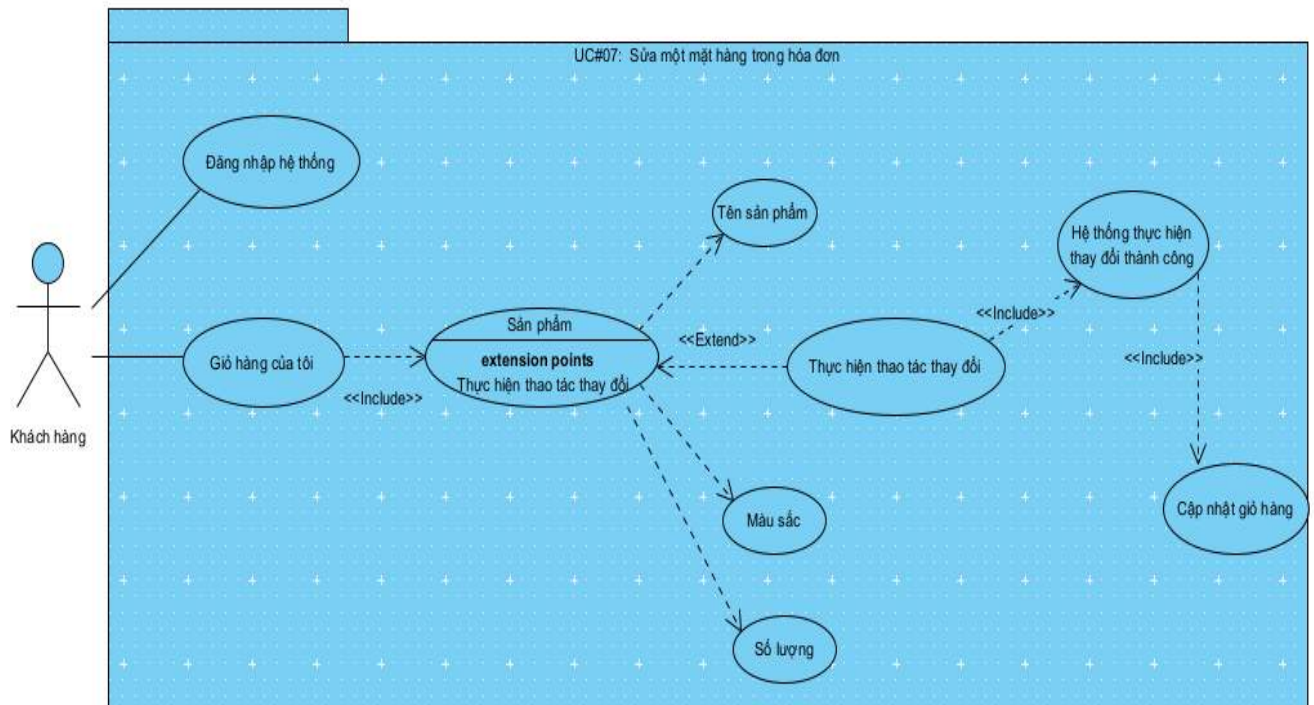 UC#07: Sửa một mặt hàng trong hóa đơn
Đăng nhập hệ thống
Tên sản phẩm
Hệ thống thực hiện
thay đổi thành công
<<Include>>
Sản phẩm
<<Extend>>
extension points
Thực hiện thao tác thay đổi
Giỏ hàng của tôi
<<Include>>
Thực hiện thao tác thay đổi
<<Include>>
Khách hàng
Màu sắc
Cập nhật giỏ hàng
Số lượng